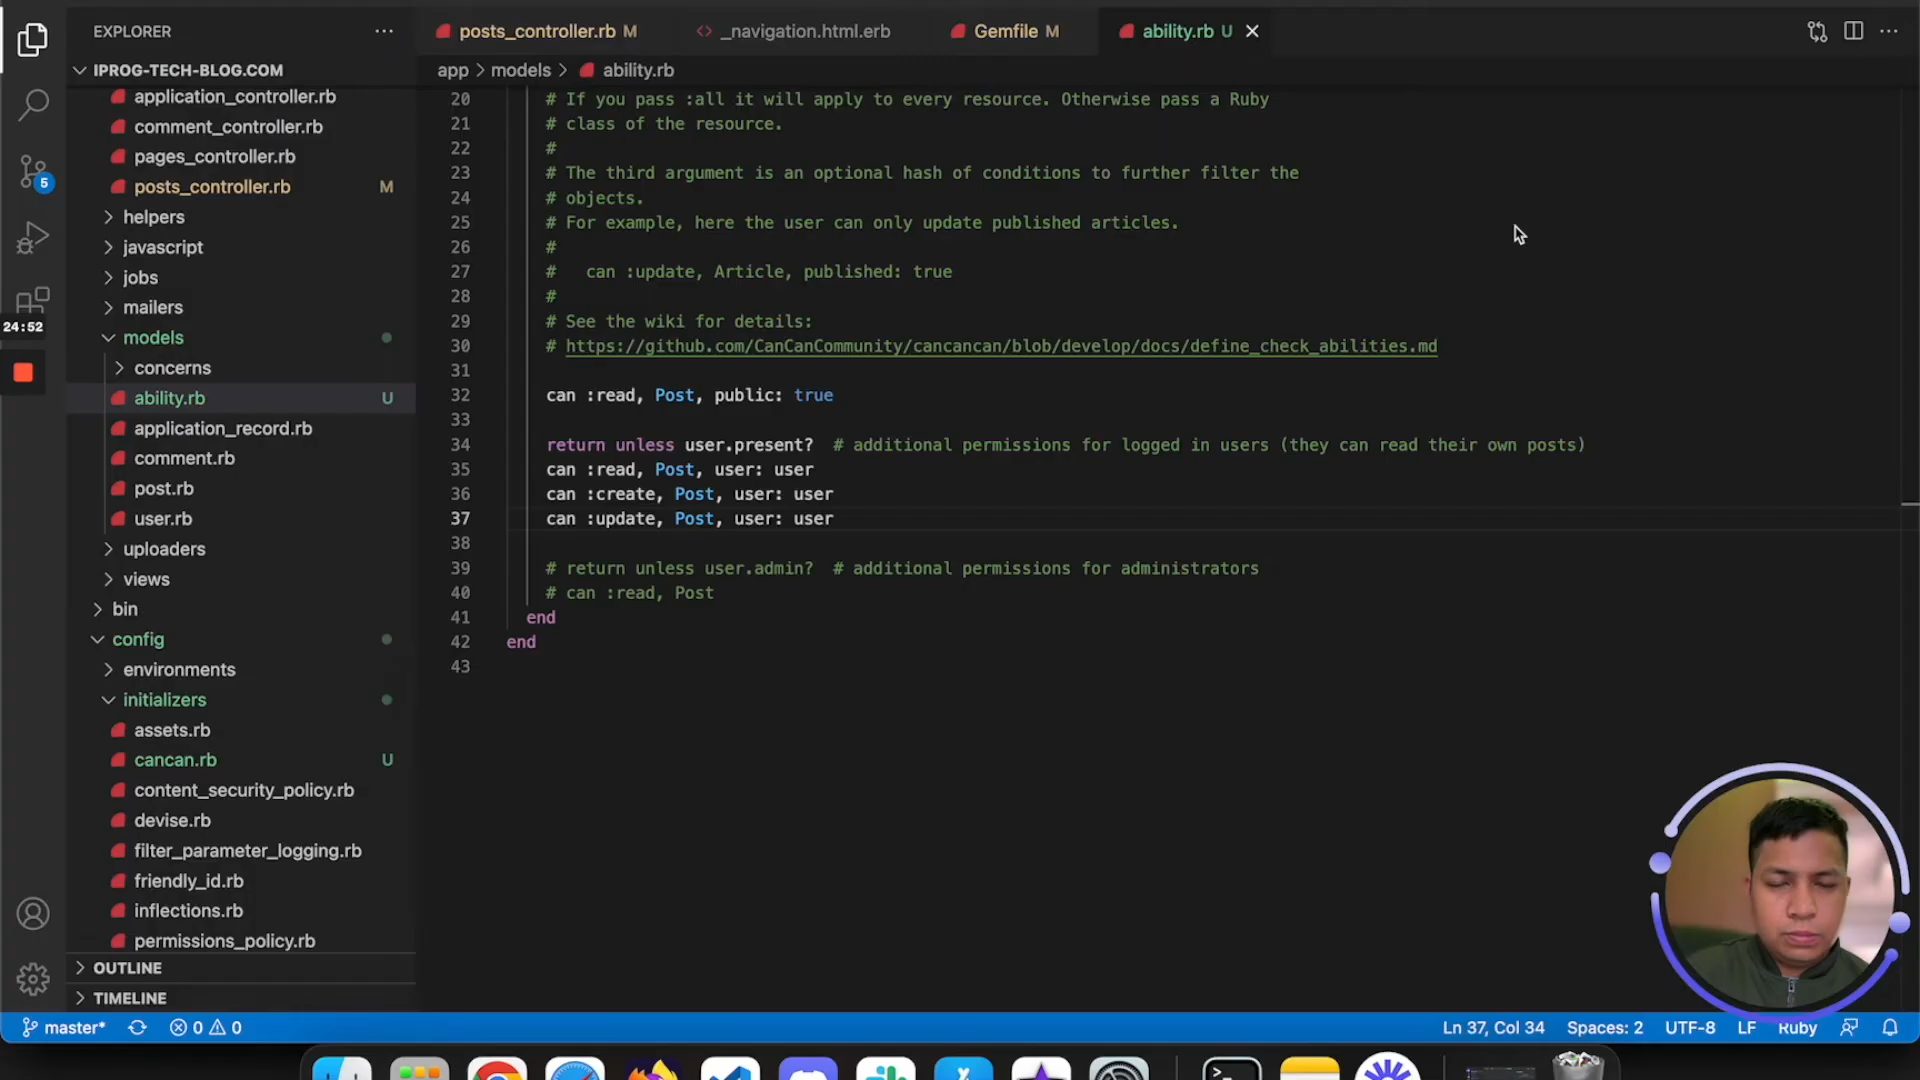 EXPLORER
IPROG-TECH-BLOG.COM
application_controller.rb
comment_controller.rb
pages_controller.rb
posts_controller.rb M
helpers
javascript
jobs
mailers
models
concerns
ability.rb U
application_record.rb
comment.rb
post.rb
user.rb
uploaders
views
bin
config
environments
initializers
assets.rb
cancan.rb U
content_security_policy.rb
devise.rb
filter_parameter_logging.rb
friendly_id.rb
inflections.rb
permissions_policy.rb
OUTLINE
TIMELINE
5
24:52
posts_controller.rb M
_navigation.html.erb
Gemfile M
ability.rb U
app > models > ability.rb
20 # If you pass :all it will apply to every resource. Otherwise pass a Ruby
21 # class of the resource.
22 #
23 # The third argument is an optional hash of conditions to further filter the
24 # objects.
25 # For example, here the user can only update published articles.
26 #
27 #   can :update, Article, published: true
28 #
29 # See the wiki for details:
30 # https://github.com/CanCanCommunity/cancancan/blob/develop/docs/define_check_abilities.md
31
32 can :read, Post, public: true
33
34 return unless user.present?  # additional permissions for logged in users (they can read their own posts)
35 can :read, Post, user: user
36 can :create, Post, user: user
37 can :update, Post, user: user
38
39 # return unless user.admin?  # additional permissions for administrators
40 # can :read, Post
41 end
42 end
43
master* 0 0 Ln 37, Col 34 Spaces: 2 UTF-8 LF Ruby